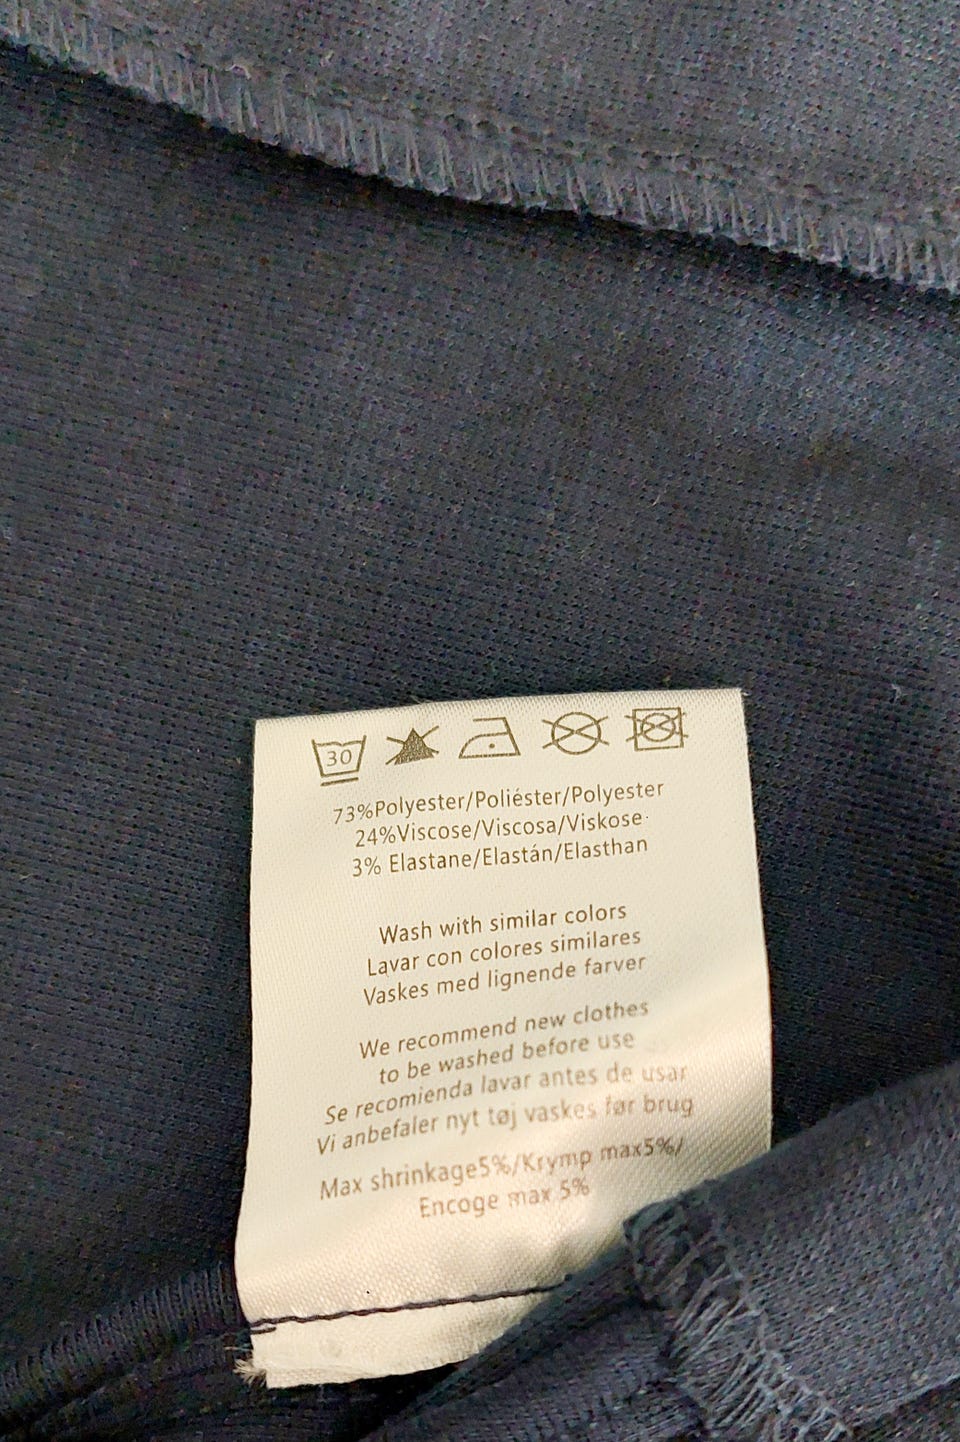 30
73%Polyester/Poliéster/Polyester
24%Viscose/Viscosa/Viskose
3% Elastane/Elastán/Elasthan
Wash with similar colors
Lavar con colores similares
Vaskes med lignende farver
We recommend new clothes
to be washed before use
Se recomienda lavar antes de usar
Vi anbefaler nyt tøj vaskes før brug
Max shrinkage5%/Krymp max5%/
Encoge max 5%